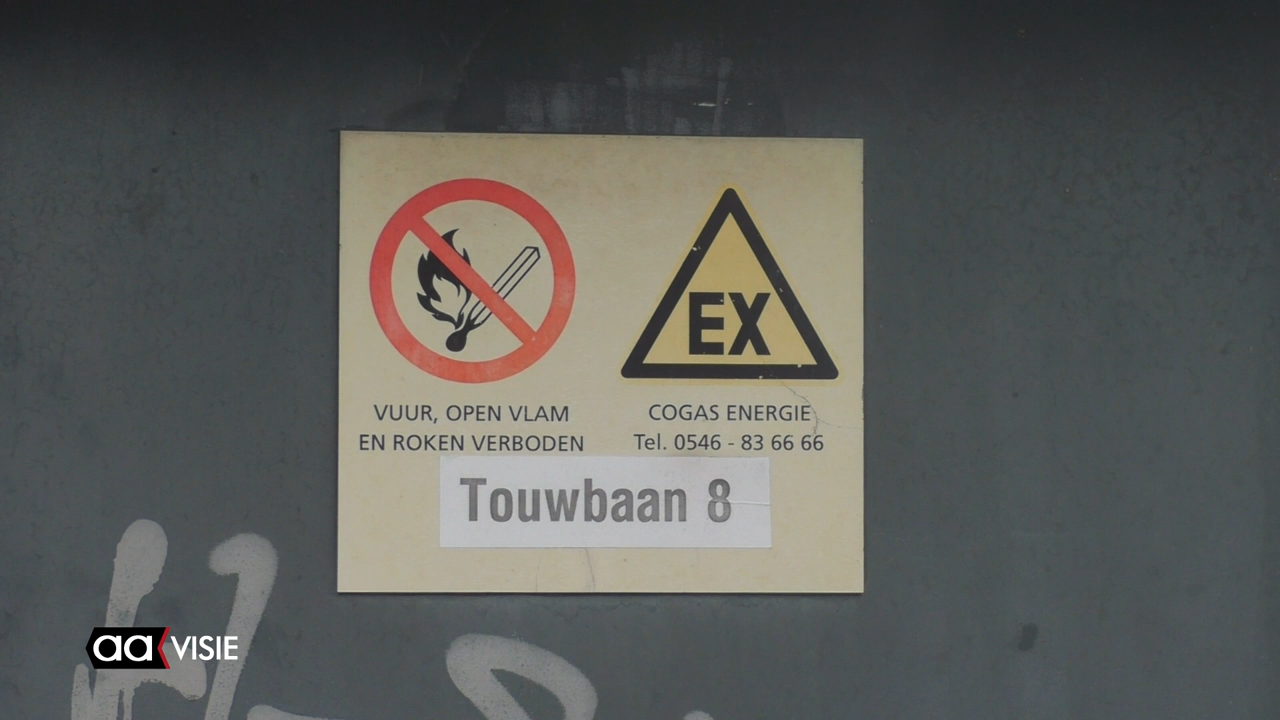 EX
VUUR, OPEN VLAM
EN ROKEN VERBODEN
COGAS ENERGIE
Tel. 0546 - 83 66 66
Touwbaan 8
aa VISIE